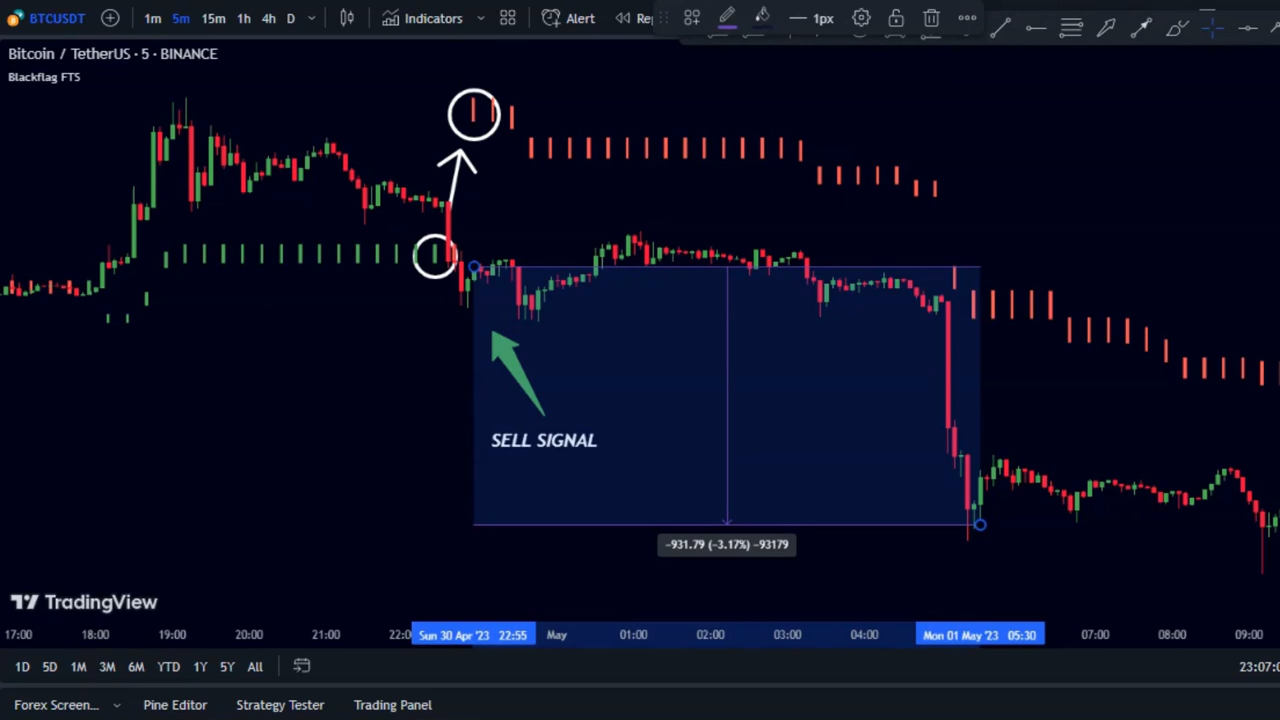 BTCUSDT 1m 5m 15m 1h 4h D Indicators Alert 1px
Bitcoin / TetherUS · 5 · BINANCE
Blackflag FTS
SELL SIGNAL
−931.79 (−3.17%) −93179
TradingView
17:00 18:00 19:00 20:00 21:00 Sun 30 Apr '23 22:55 May 01:00 02:00 03:00 04:00 Mon 01 May '23 05:30 07:00 08:00 09:00
1D 5D 1M 3M 6M YTD 1Y 5Y All
Forex Screen... Pine Editor Strategy Tester Trading Panel